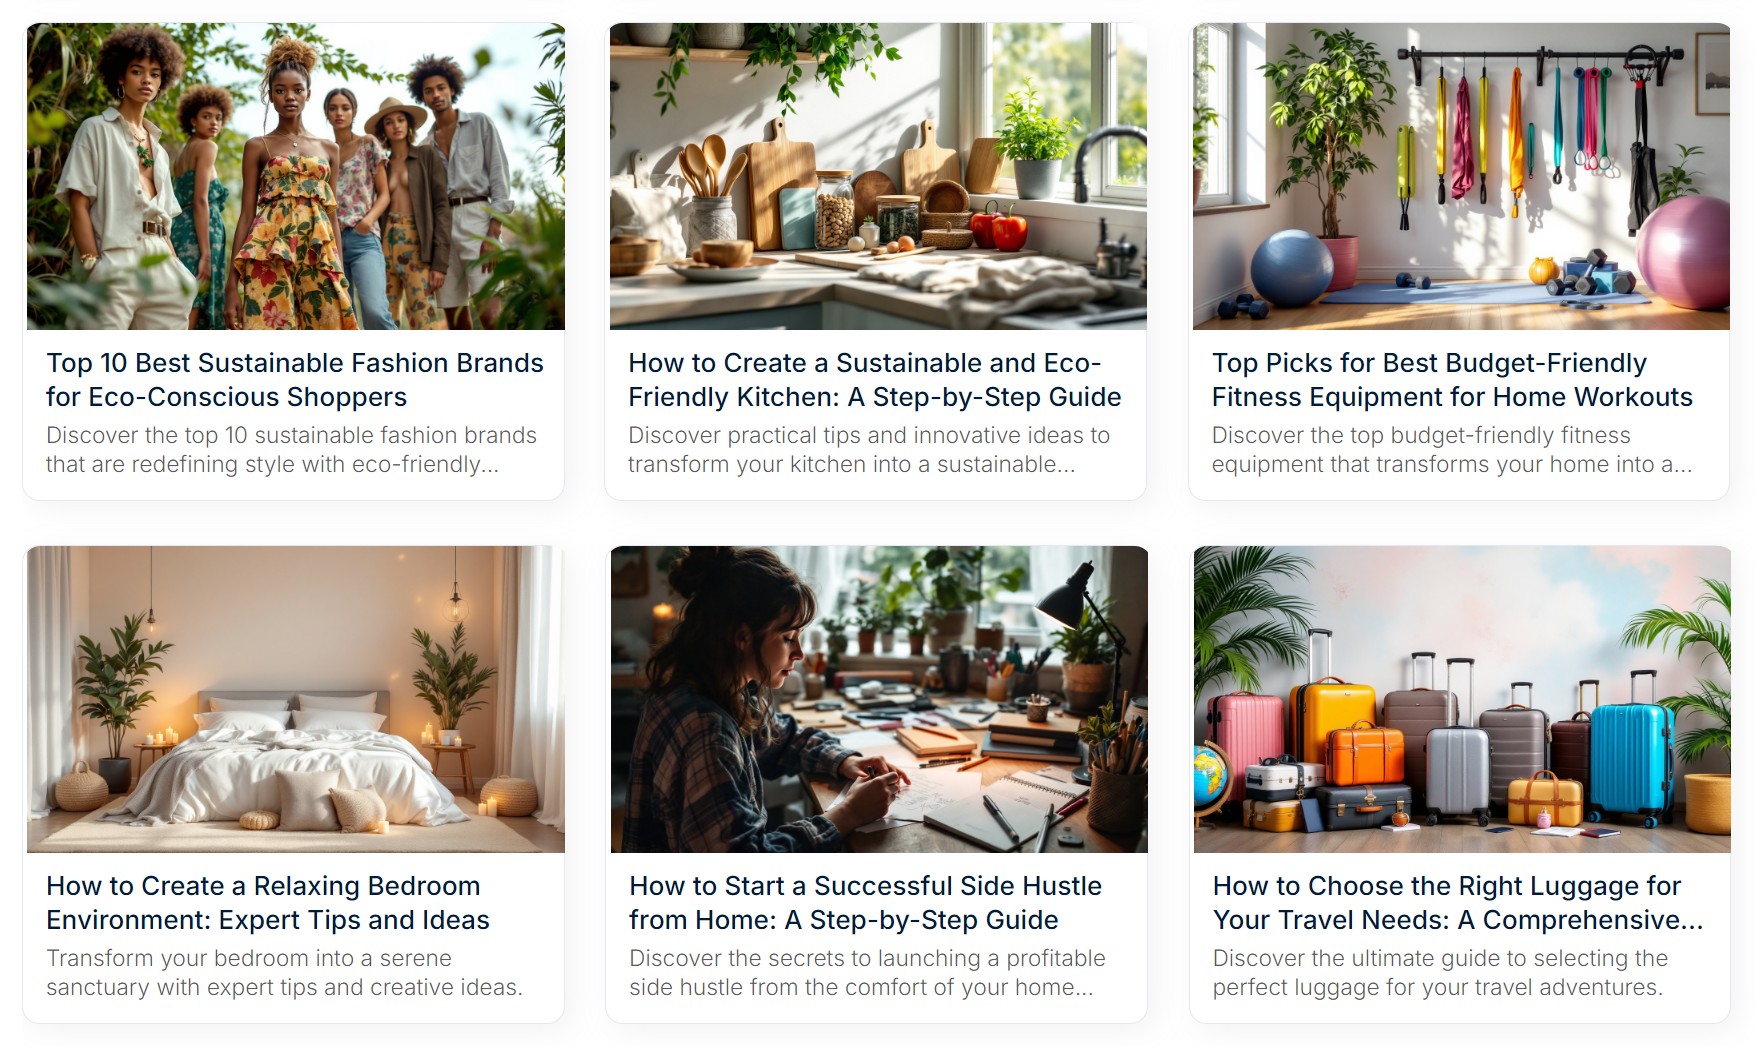 Top 10 Best Sustainable Fashion Brands
for Eco-Conscious Shoppers
Discover the top 10 sustainable fashion brands
that are redefining style with eco-friendly...
How to Create a Sustainable and Eco-
Friendly Kitchen: A Step-by-Step Guide
Discover practical tips and innovative ideas to
transform your kitchen into a sustainable...
Top Picks for Best Budget-Friendly
Fitness Equipment for Home Workouts
Discover the top budget-friendly fitness
equipment that transforms your home into a...
How to Create a Relaxing Bedroom
Environment: Expert Tips and Ideas
Transform your bedroom into a serene
sanctuary with expert tips and creative ideas.
How to Start a Successful Side Hustle
from Home: A Step-by-Step Guide
Discover the secrets to launching a profitable
side hustle from the comfort of your home...
How to Choose the Right Luggage for
Your Travel Needs: A Comprehensive...
Discover the ultimate guide to selecting the
perfect luggage for your travel adventures.